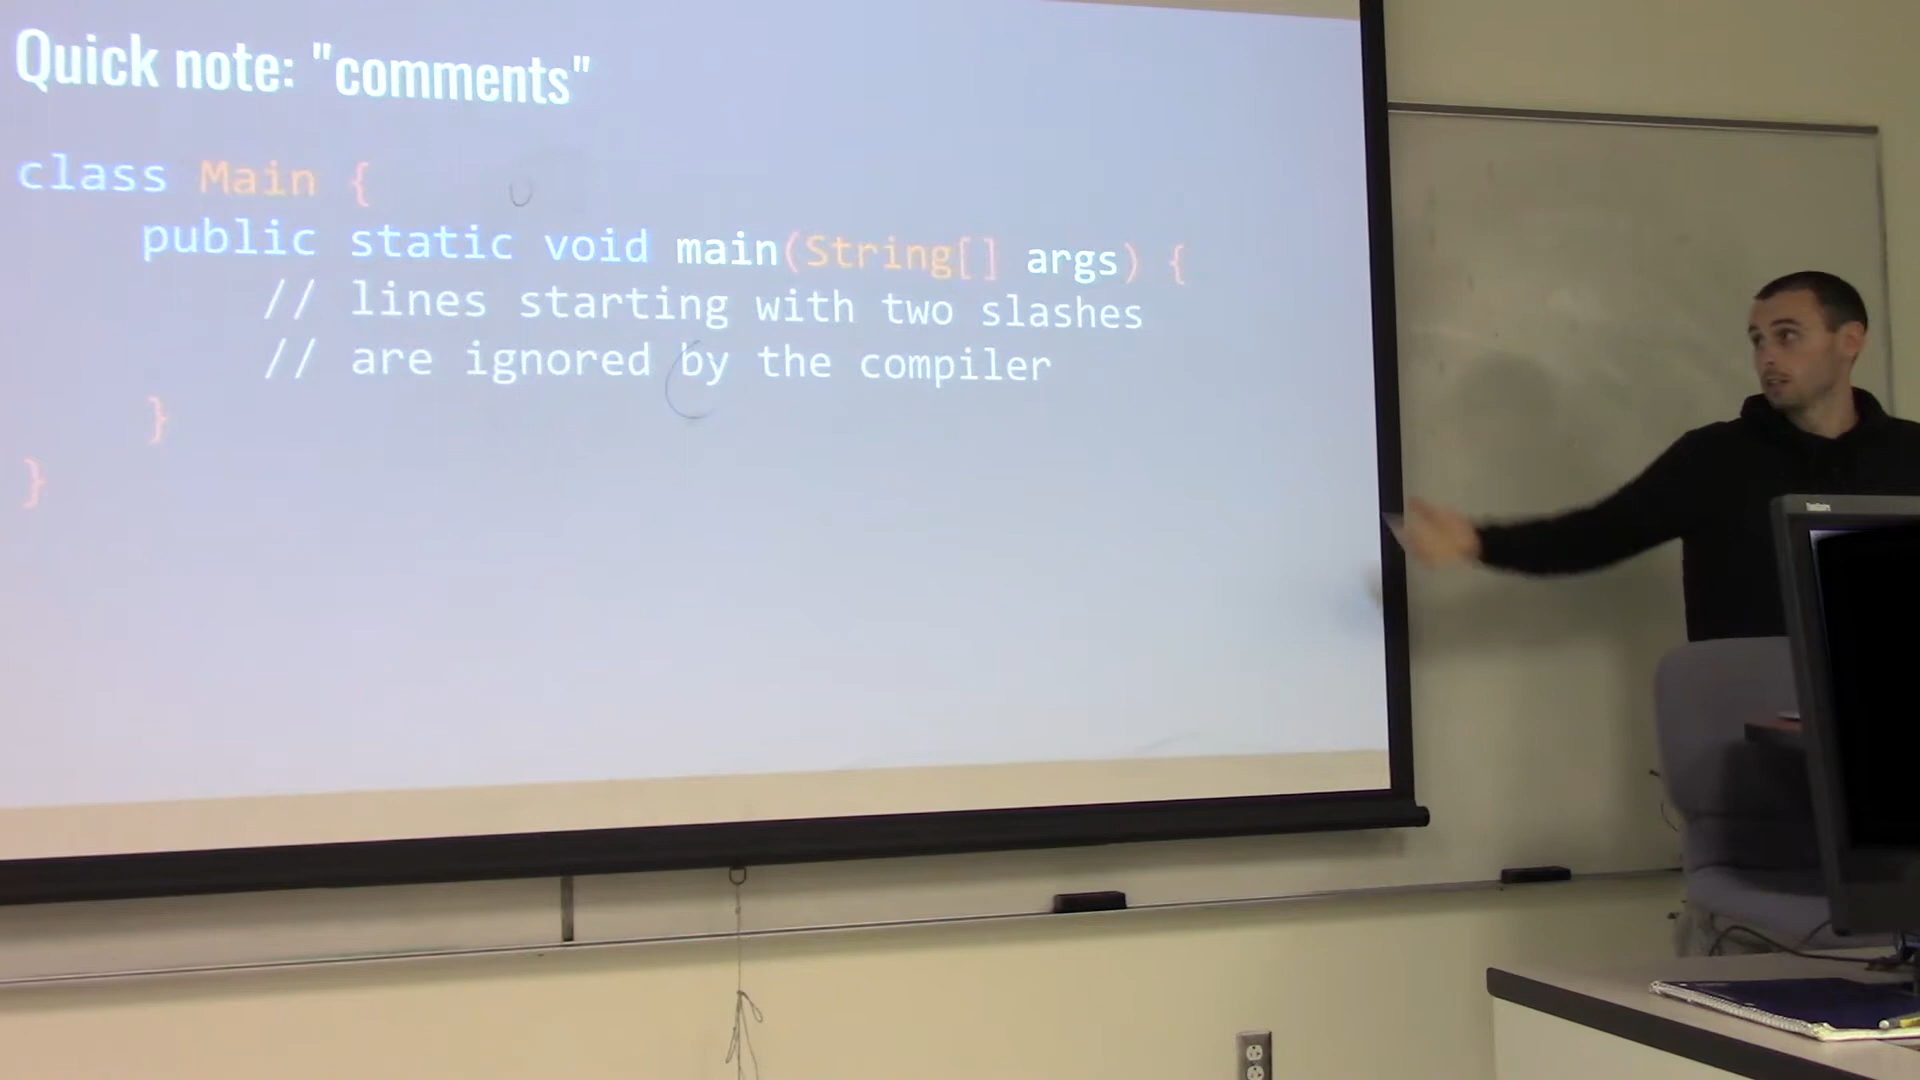 Quick note: "comments"
class Main {
public static void main(String[] args) {
// lines starting with two slashes
// are ignored by the compiler
}
}